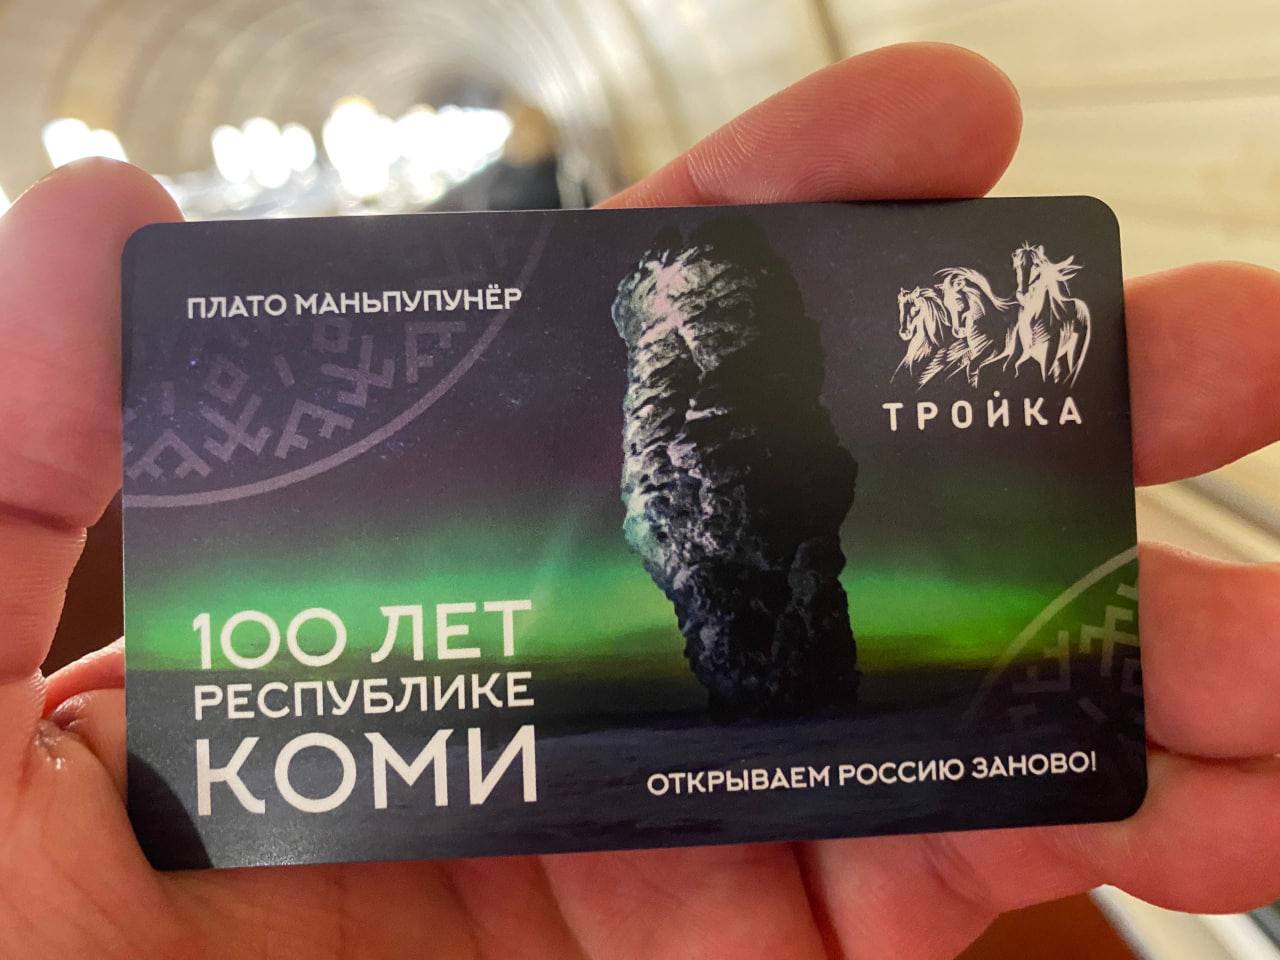 ПЛАТО МАНЬПУПУНЁР
ТРОЙКА
100 ЛЕТ
РЕСПУБЛИКЕ
КОМИ
ОТКРЫВАЕМ РОССИЮ ЗАНОВО!